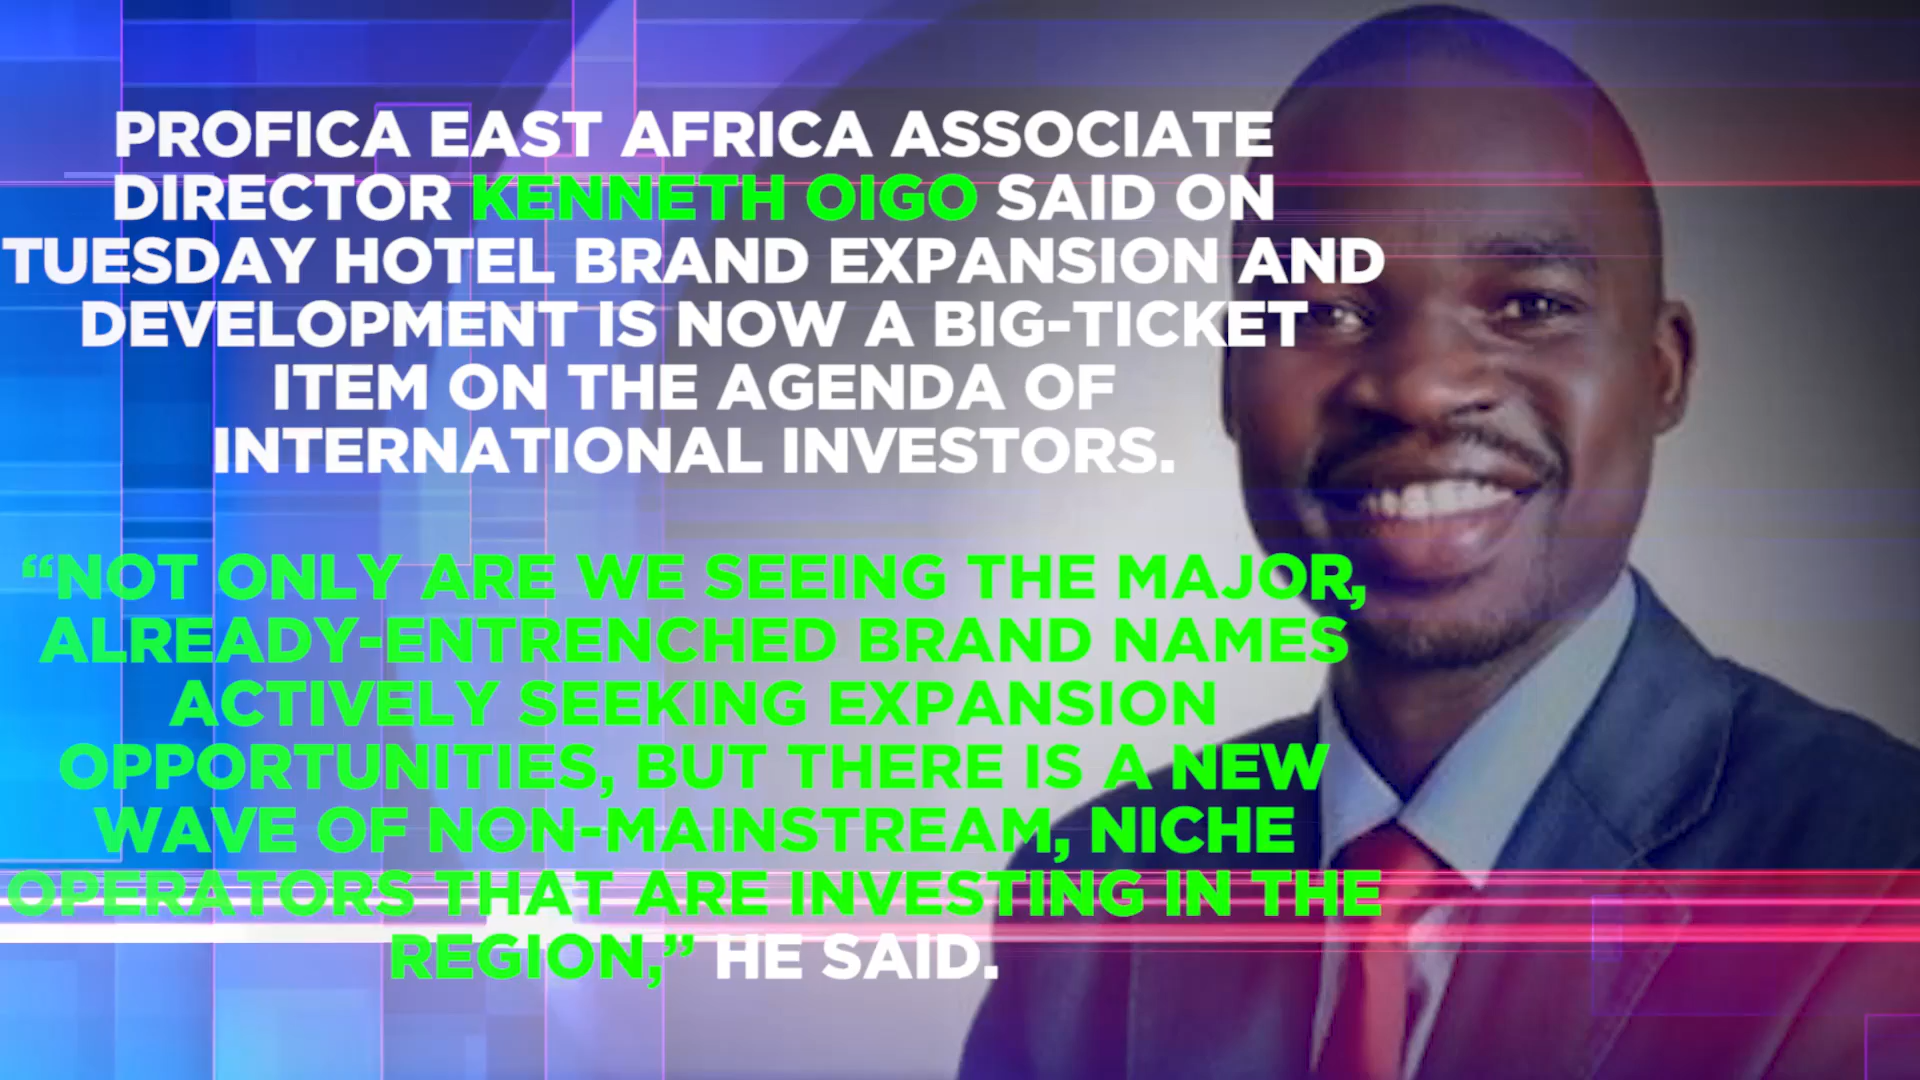 PROFICA EAST AFRICA ASSOCIATE
DIRECTOR KENNETH OIGO SAID ON
TUESDAY HOTEL BRAND EXPANSION AND
DEVELOPMENT IS NOW A BIG-TICKET
ITEM ON THE AGENDA OF
INTERNATIONAL INVESTORS.
“NOT ONLY ARE WE SEEING THE MAJOR,
ALREADY-ENTRENCHED BRAND NAMES
ACTIVELY SEEKING EXPANSION
OPPORTUNITIES, BUT THERE IS A NEW
WAVE OF NON-MAINSTREAM, NICHE
OPERATORS THAT ARE INVESTING IN THE
REGION,” HE SAID.